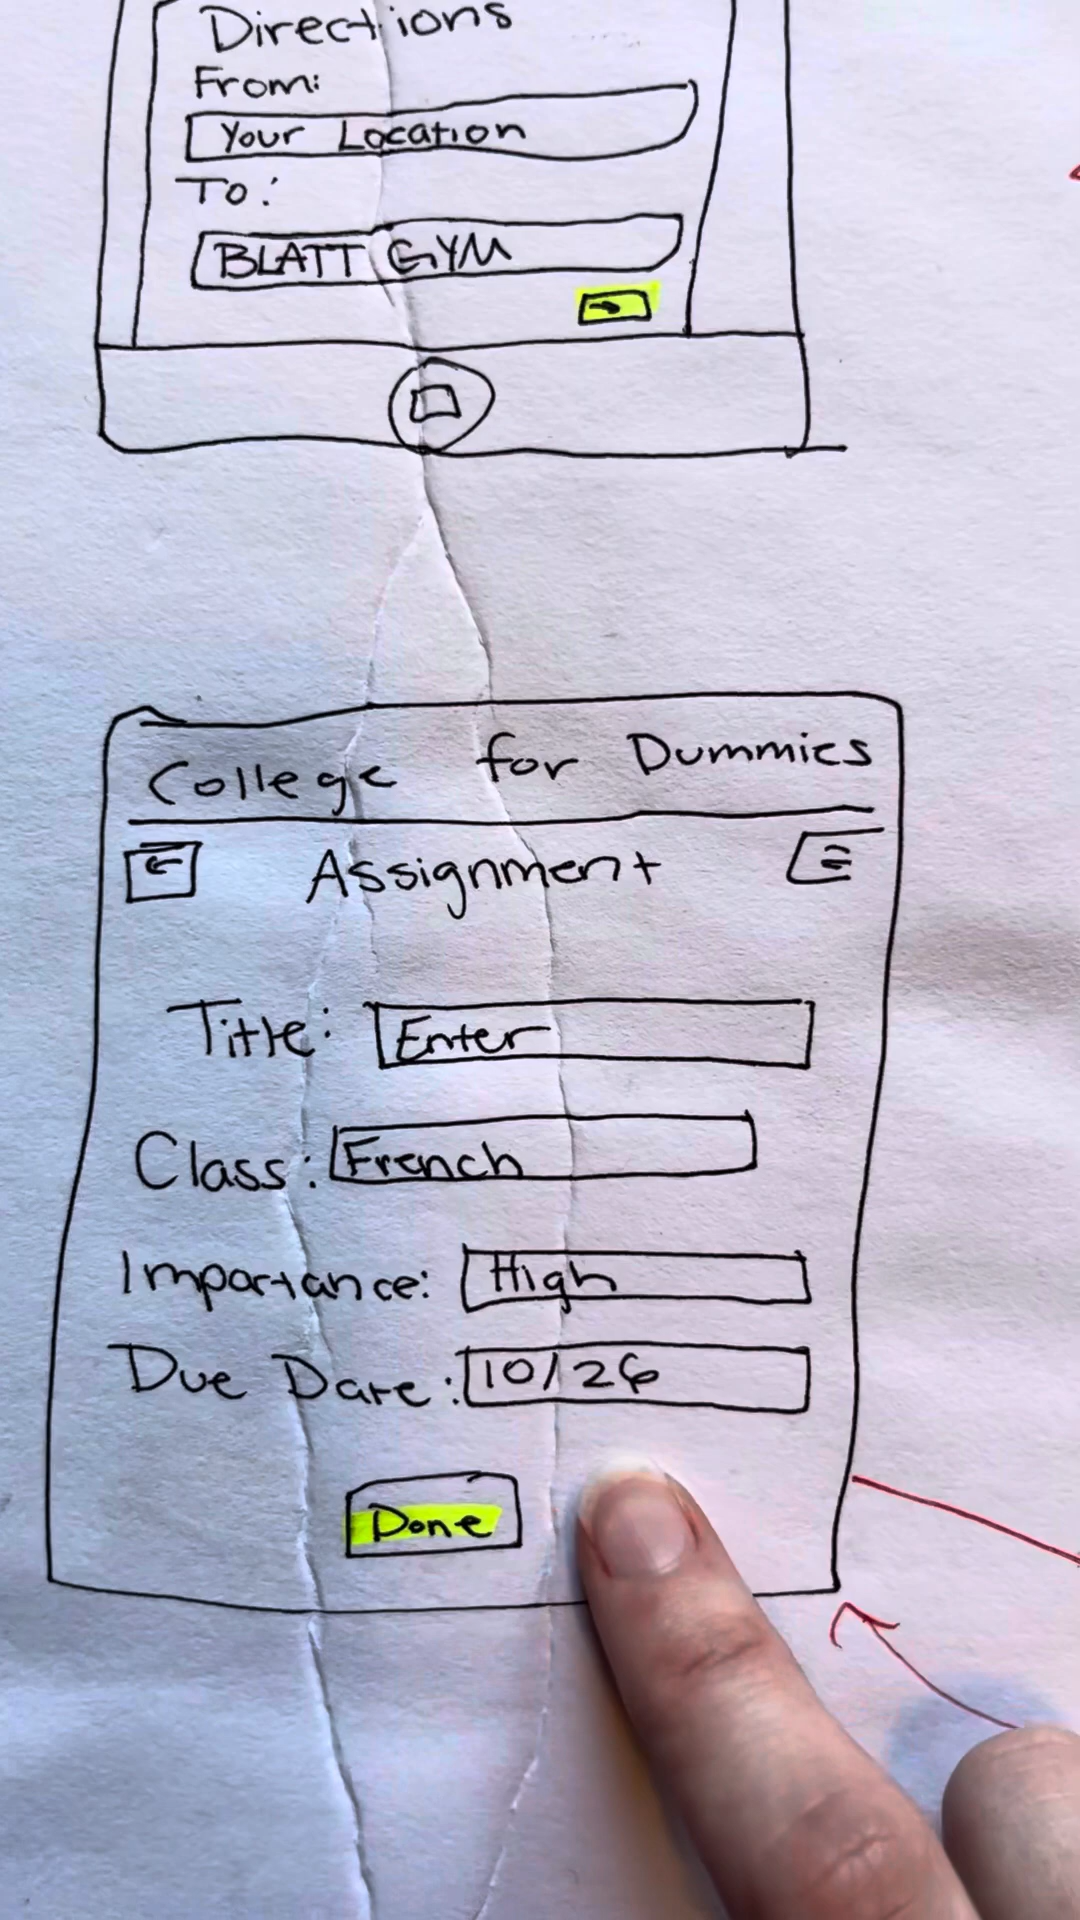 Directions
From:
Your Location
To:
BLATT GYM
College for Dummies
Assignment
Title: Enter
Class: French
Importance: High
Due Date: 10/26
Done